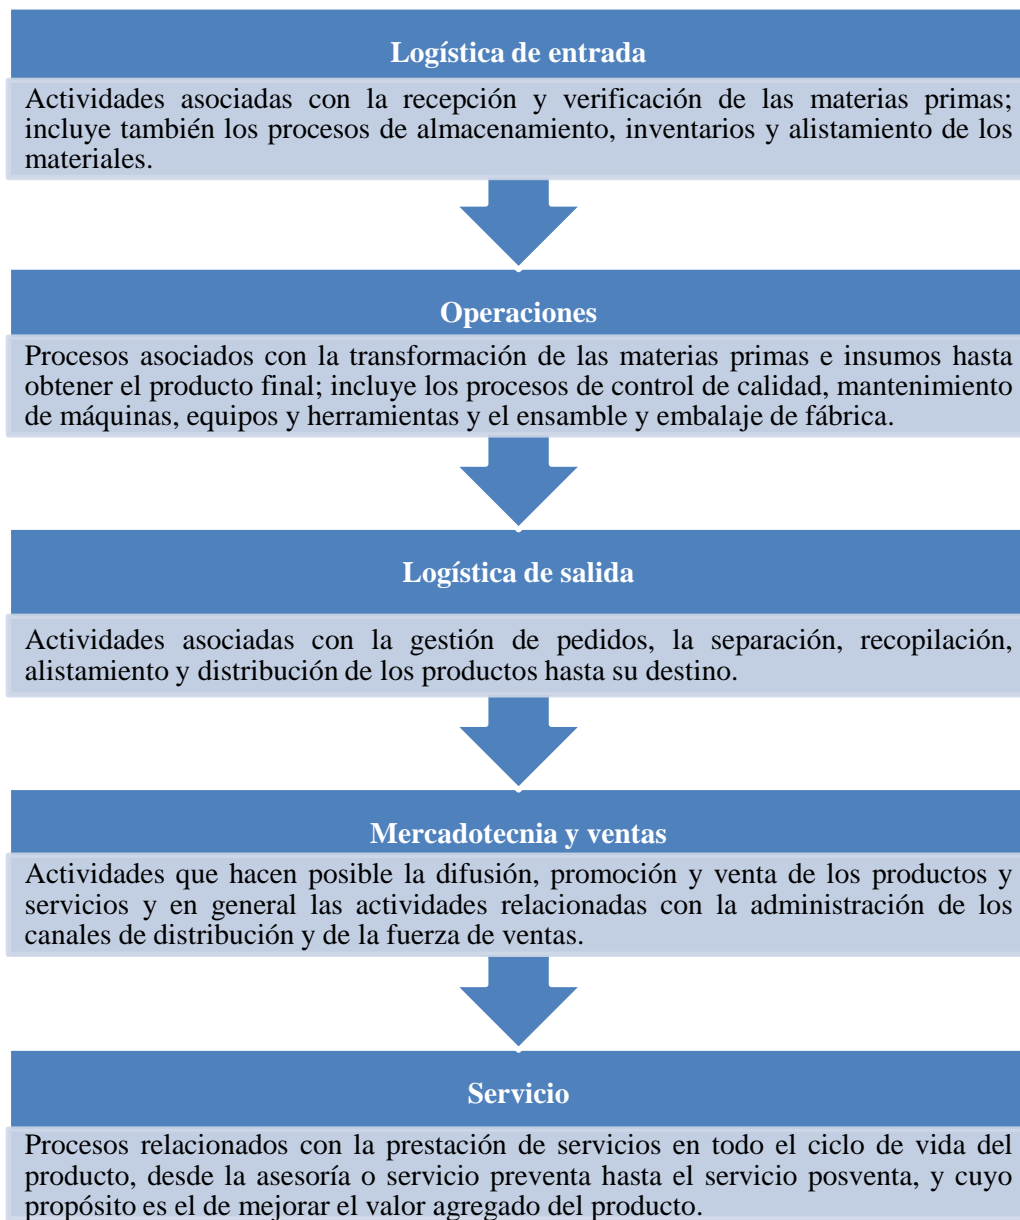 Logística de entrada
Actividades asociadas con la recepción y verificación de las materias primas;
incluye también los procesos de almacenamiento, inventarios y alistamiento de los
materiales.
Operaciones
Procesos asociados con la transformación de las materias primas e insumos hasta
obtener el producto final; incluye los procesos de control de calidad, mantenimiento
de máquinas, equipos y herramientas y el ensamble y embalaje de fábrica.
Logística de salida
Actividades asociadas con la gestión de pedidos, la separación, recopilación,
alistamiento y distribución de los productos hasta su destino.
Mercadotecnia y ventas
Actividades que hacen posible la difusión, promoción y venta de los productos y
servicios y en general las actividades relacionadas con la administración de los
canales de distribución y de la fuerza de ventas.
Servicio
Procesos relacionados con la prestación de servicios en todo el ciclo de vida del
producto, desde la asesoría o servicio preventa hasta el servicio posventa, y cuyo
propósito es el de mejorar el valor agregado del producto.